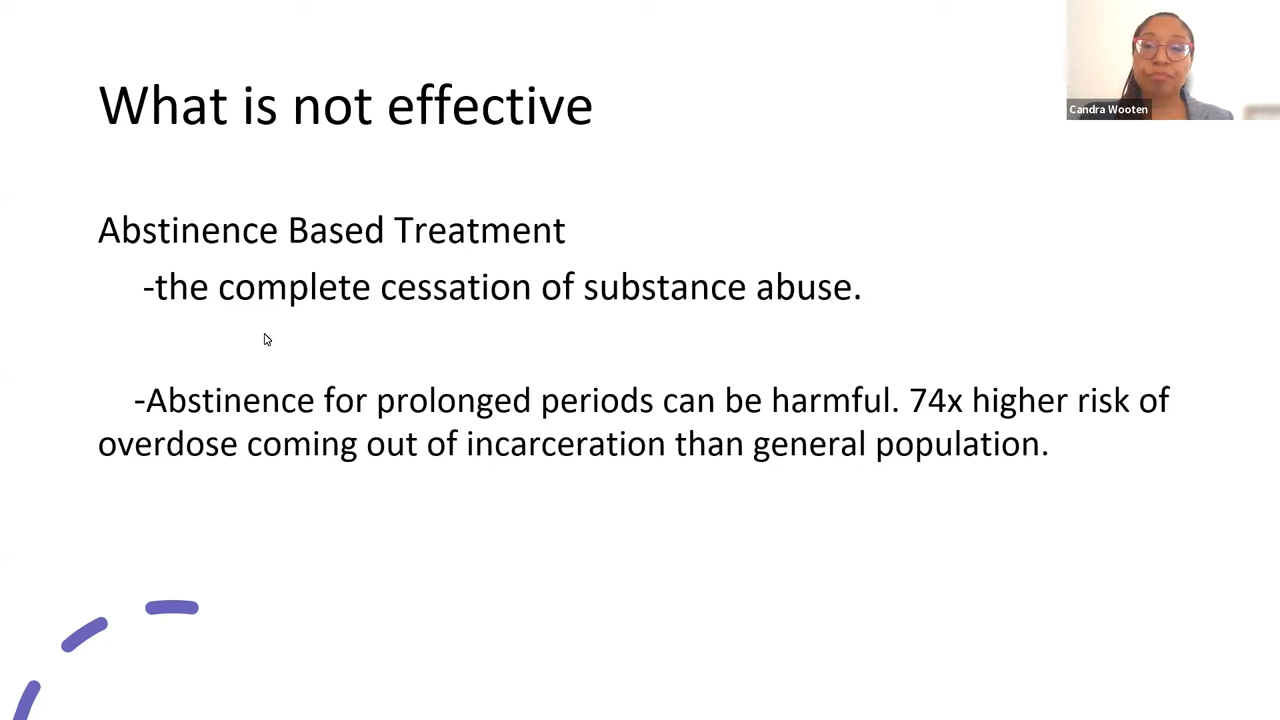 What is not effective
Candra Wooten
Abstinence Based Treatment
-the complete cessation of substance abuse.
-Abstinence for prolonged periods can be harmful. 74x higher risk of
overdose coming out of incarceration than general population.